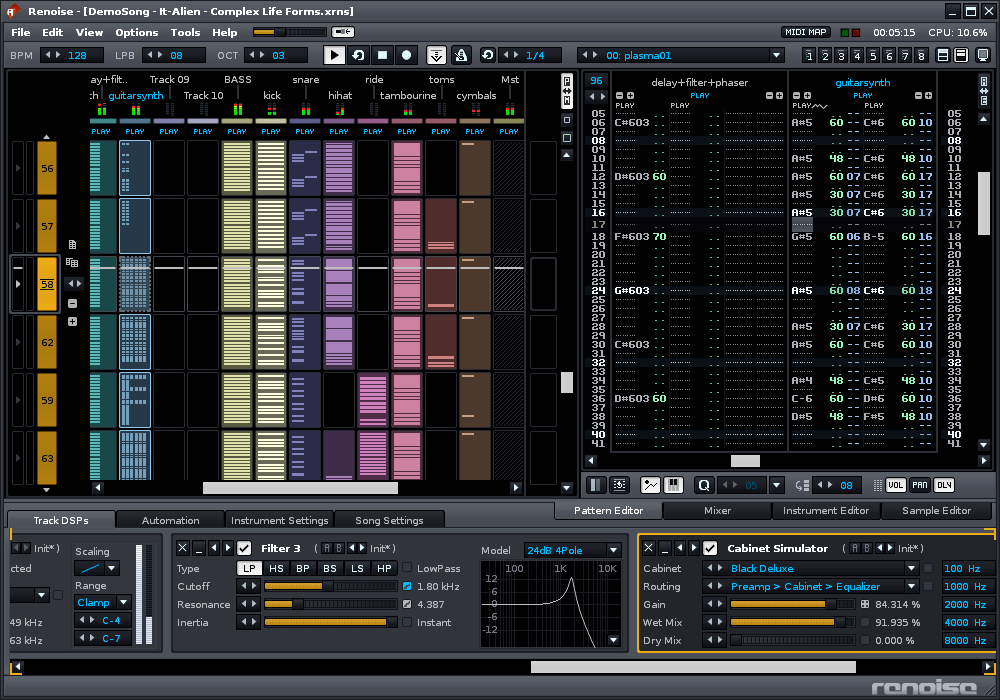 Renoise - [DemoSong - It-Alien - Complex Life Forms.xrns]
File Edit View Options Tools Help
MIDI MAP 00:05:15 CPU: 10.6%
BPM 128 LPB 08 OCT 03 1/4 00: plasma01 1 2 3 4 5 6 7 8
ay+filt.. Track 09 BASS snare ride toms Mst
ch guitarsynth Track 10 kick hihat tambourine cymbals
PLAY PLAY PLAY PLAY PLAY PLAY PLAY PLAY PLAY PLAY PLAY PLAY
56
57
58
62
59
63
96 delay+filter+phaser guitarsynth
PLAY PLAY
PLAY PLAY PLAY PLAY
05 05
06 C#603 A#5 60 -- C#6 60 10 06
07 07
08 08
09 09
10 A#5 48 -- C#6 48 10 10
11 11
12 D#603 60 A#5 60 07 C#6 60 17 12
13 13
14 A#5 30 07 C#6 30 17 14
15 15
16 A#5 30 07 C#6 30 17 16
17 17
18 F#603 70 G#5 60 06 B-5 60 16 18
19 19
20 20
21 21
22 22
23 23
24 G#603 A#5 60 08 C#6 60 18 24
25 25
26 26
27 27
28 A#5 30 07 C#6 30 17 28
29 29
30 C#603 A#5 60 -- C#6 60 10 30
31 31
32 32
33 33
34 A#4 48 -- C#5 48 10 34
35 35
36 D#603 60 C-6 60 -- D#6 60 10 36
37 37
38 D#5 48 -- F#5 48 10 38
39 39
40 40
41 41
Q 05 08 VOL PAN DLY
Track DSPs Automation Instrument Settings Song Settings Pattern Editor Mixer Instrument Editor Sample Editor
Init*)
Scaling
cted
Range
Clamp
49 kHz C-4
63 kHz C-7
Filter 3 ( A B Init*)
Type LP HS BP BS LS HP LowPass
Cutoff 1.80 kHz
Resonance 4.387
Inertia Instant
Model 24dB 4Pole
100 1K 10K
12
6
0
-6
-12
Cabinet Simulator ( A B Init*)
Cabinet Black Deluxe 100 Hz
Routing Preamp > Cabinet > Equalizer 1000 Hz
Gain 84.314 % 2000 Hz
Wet Mix 91.935 % 4000 Hz
Dry Mix 0.000 % 8000 Hz
renoise